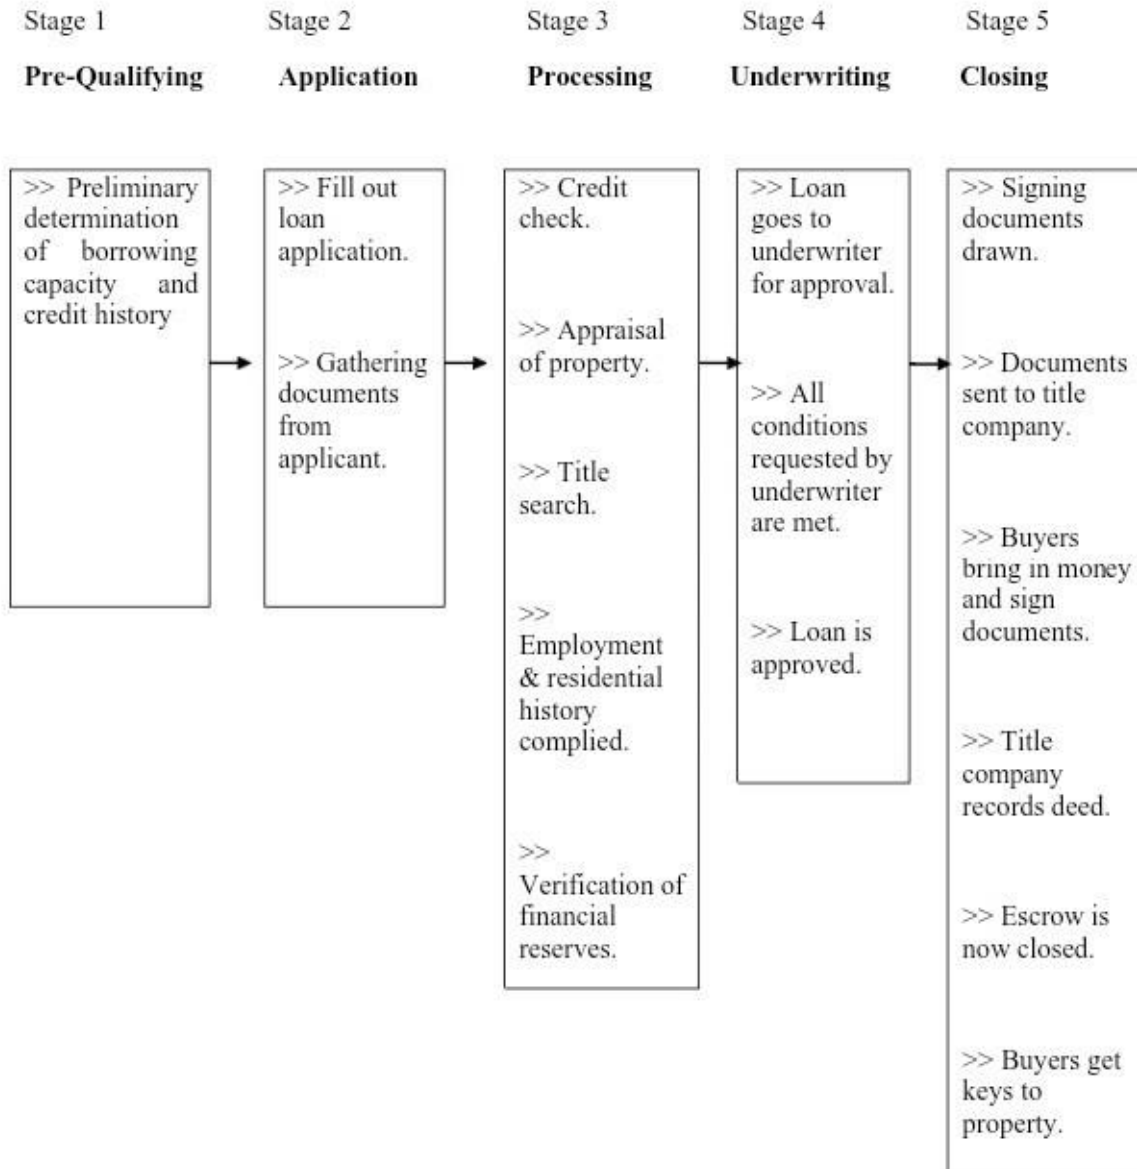 Stage 1
Stage 2
Stage 3
Stage 4
Stage 5
Pre-Qualifying
Application
Processing
Underwriting
Closing
>> Preliminary
determination
of borrowing
capacity and
credit history
>> Fill out
loan
application.
>> Gathering
documents
from
applicant.
>> Credit
check.
>> Appraisal
of property.
>> Title
search.
>>
Employment
& residential
history
complied.
>>
Verification of
financial
reserves.
>> Loan
goes to
underwriter
for approval.
>> All
conditions
requested by
underwriter
are met.
>> Loan is
approved.
>> Signing
documents
drawn.
>> Documents
sent to title
company.
>> Buyers
bring in money
and sign
documents.
>> Title
company
records deed.
>> Escrow is
now closed.
>> Buyers get
keys to
property.